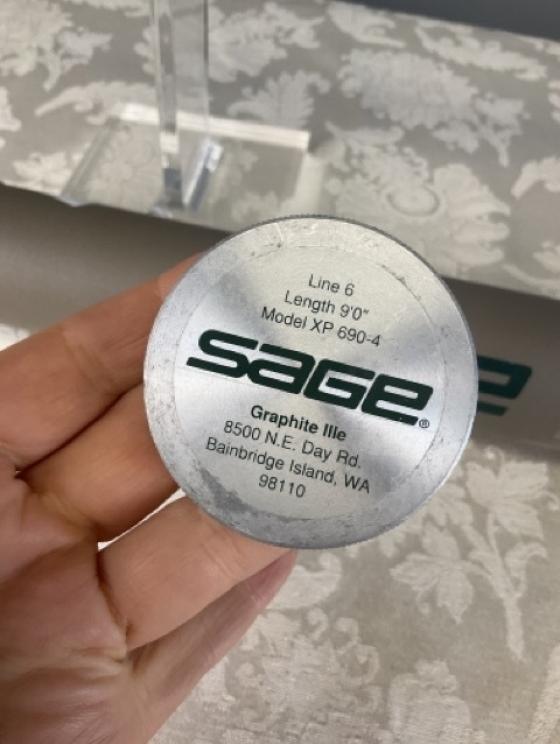 Line 6
Length 9'0"
Model XP 690-4
SAGE®
Graphite IIIe
8500 N.E. Day Rd.
Bainbridge Island, WA
98110